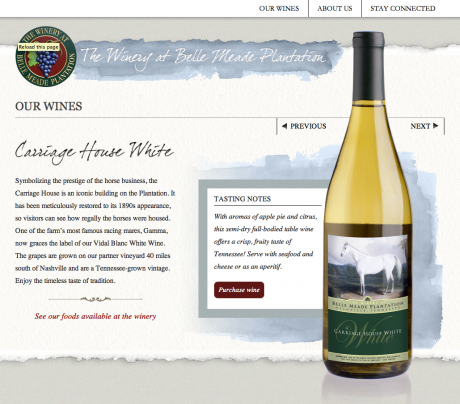 OUR WINES
ABOUT US
STAY CONNECTED
THE WINERY AT
Reload this page
BELLE MEADE PLANTATION
The Winery at Belle Meade Plantation
OUR WINES
PREVIOUS
NEXT
Carriage House White
Symbolizing the prestige of the horse business, the
Carriage House is an iconic building on the Plantation. It
has been meticulously restored to its 1890s appearance,
so visitors can see how regally the horses were housed.
One of the farm's most famous racing mares, Gamma,
now graces the label of our Vidal Blanc White Wine.
The grapes are grown on our partner vineyard 40 miles
south of Nashville and are a Tennessee-grown vintage.
Enjoy the timeless taste of tradition.
See our foods available at the winery
TASTING NOTES
With aromas of apple pie and citrus,
this semi-dry full-bodied table wine
offers a crisp, fruity taste of
Tennessee! Serve with seafood and
cheese or as an aperitif.
Purchase wine
BELLE MEADE PLANTATION
NASHVILLE, TENNESSEE
White
CARRIAGE HOUSE WHITE